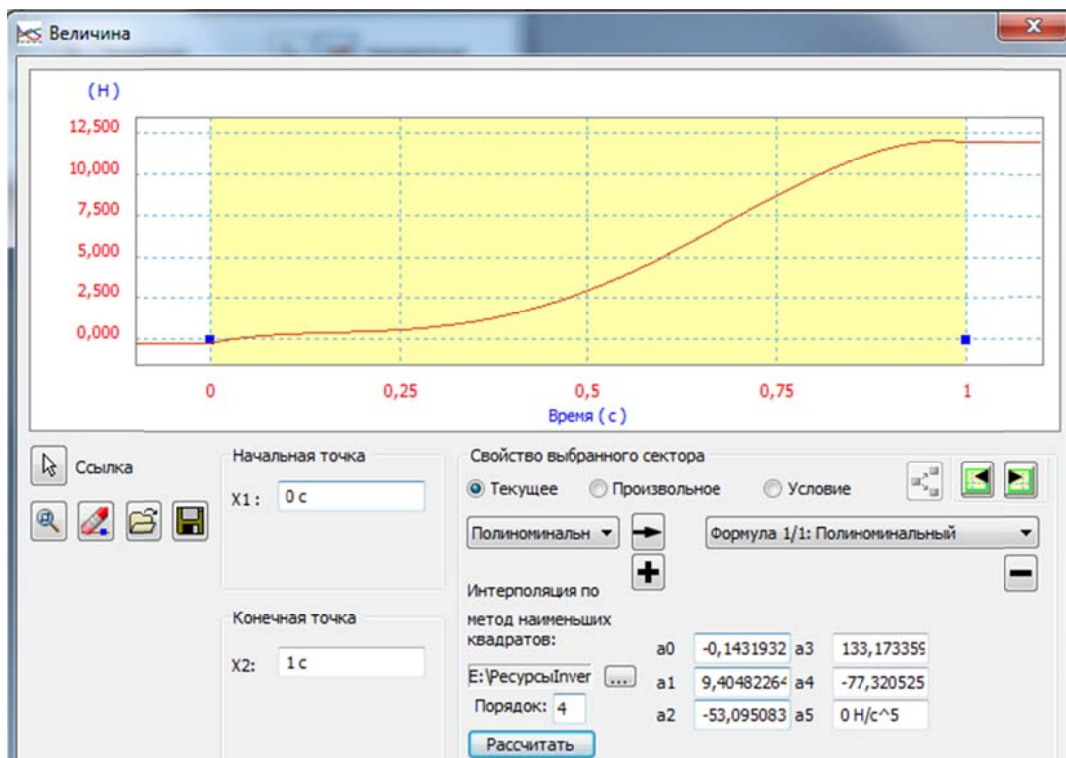 Величина
(Н)
12,500
10,000
7,500
5,000
2,500
0,000
0 0,25 0,5 0,75 1
Время (с)
Ссылка
Начальная точка
X1: 0 с
Конечная точка
X2: 1 с
Свойство выбранного сектора
Текущее Произвольное Условие
Полиноминальн Формула 1/1: Полиноминальный
Интерполяция по
метод наименьших
квадратов:
E:\РесурсыInver ...
Порядок: 4
Рассчитать
a0 -0,1431932 a3 133,173359
a1 9,40482264 a4 -77,320525
a2 -53,095083 a5 0 Н/с^5